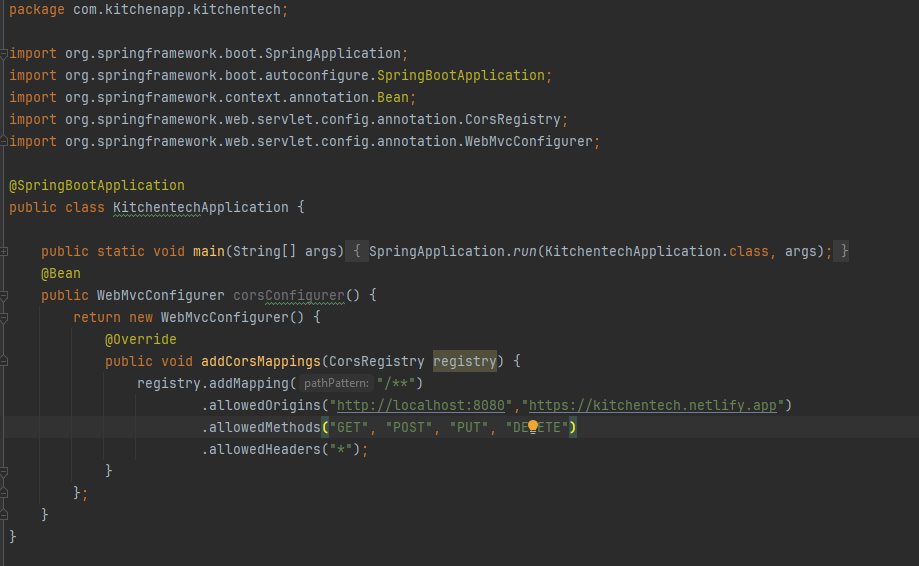 package com.kitchenapp.kitchentech;
import org.springframework.boot.SpringApplication;
import org.springframework.boot.autoconfigure.SpringBootApplication;
import org.springframework.context.annotation.Bean;
import org.springframework.web.servlet.config.annotation.CorsRegistry;
import org.springframework.web.servlet.config.annotation.WebMvcConfigurer;
@SpringBootApplication
public class KitchentechApplication {
public static void main(String[] args) { SpringApplication.run(KitchentechApplication.class, args); }
@Bean
public WebMvcConfigurer corsConfigurer() {
return new WebMvcConfigurer() {
@Override
public void addCorsMappings(CorsRegistry registry) {
registry.addMapping( pathPattern: "/**")
.allowedOrigins("http://localhost:8080","https://kitchentech.netlify.app")
.allowedMethods("GET", "POST", "PUT", "DELETE")
.allowedHeaders("*");
}
};
}
}